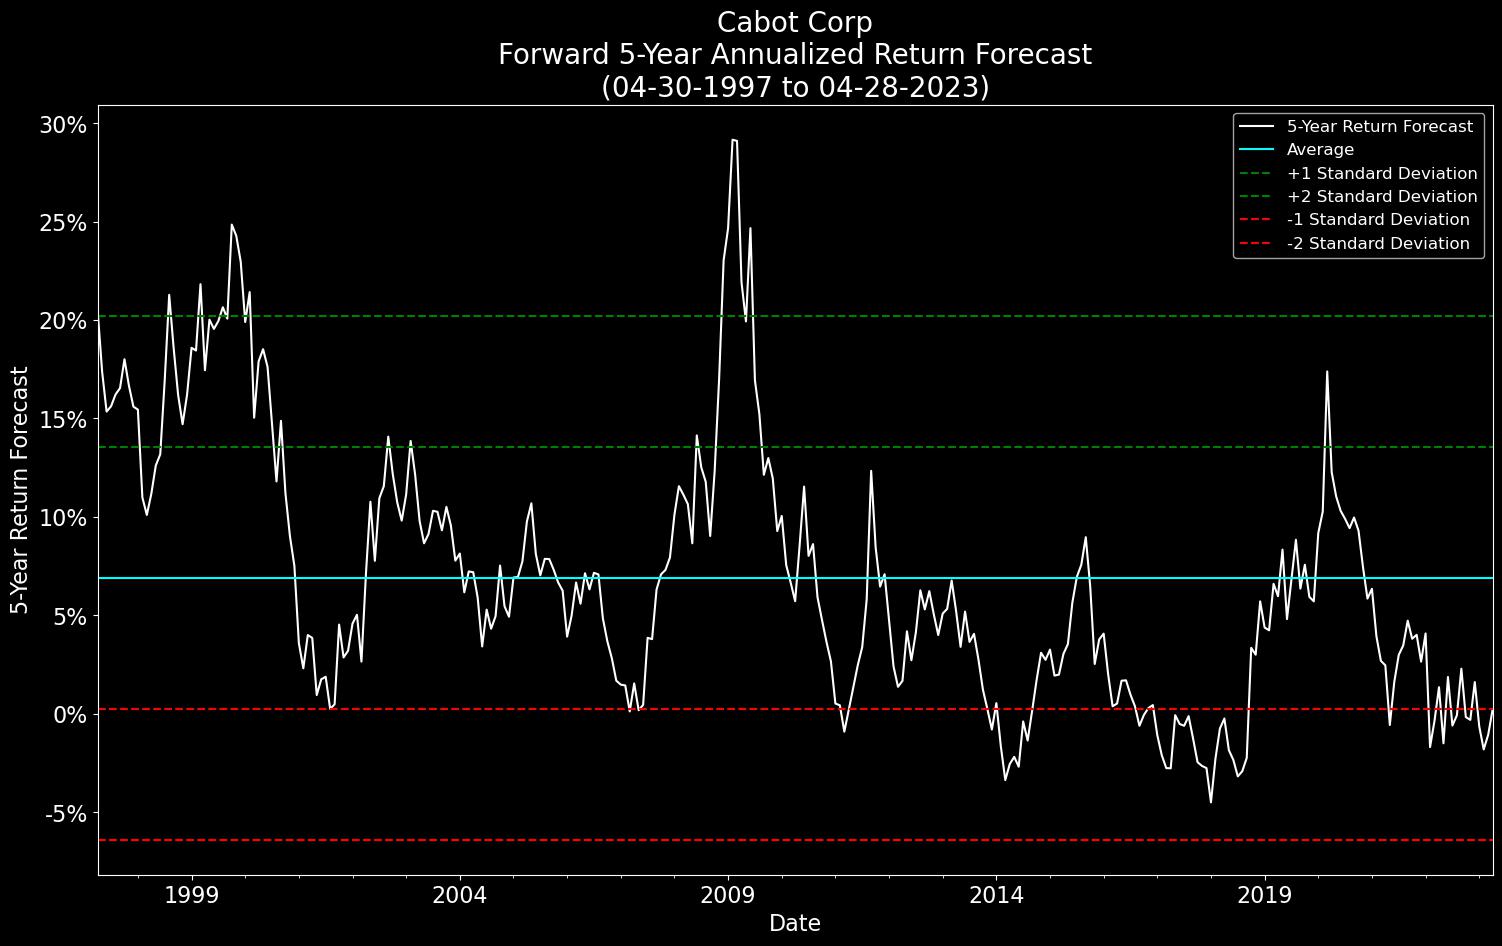 Cabot Corp
Forward 5-Year Annualized Return Forecast
(04-30-1997 to 04-28-2023)
30%
25%
20%
15%
10%
5%
0%
-5%
5-Year Return Forecast
5-Year Return Forecast
Average
+1 Standard Deviation
+2 Standard Deviation
-1 Standard Deviation
-2 Standard Deviation
1999 2004 2009 2014 2019
Date